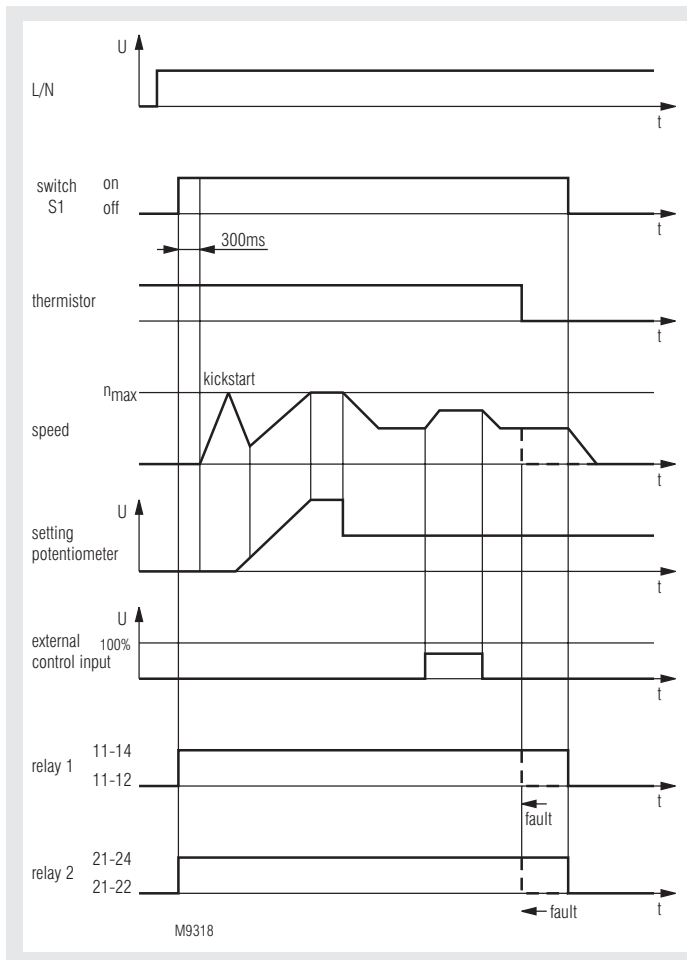 U
L/N
t
switch on
S1 off
t
300ms
thermistor
t
nmax
kickstart
speed
t
U
setting
potentiometer
t
U
external 100%
control input
t
relay 1 11-14
11-12
t
fault
relay 2 21-24
21-22
t
fault
M9318